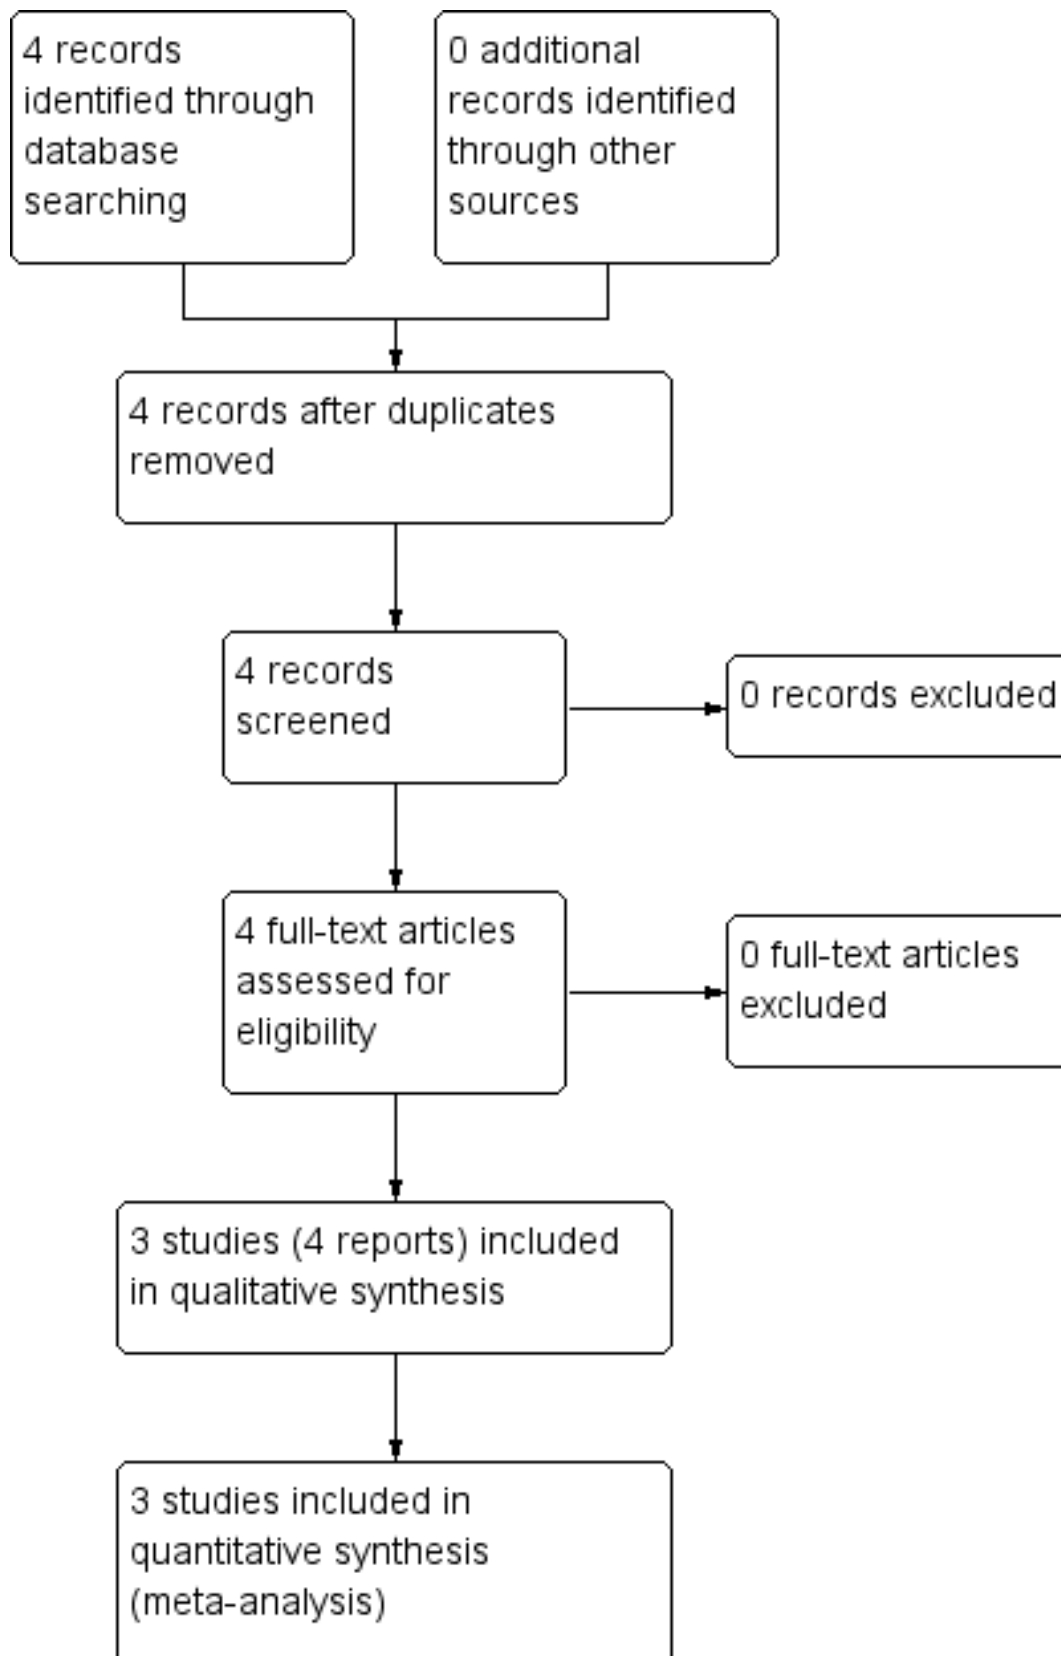 4 records
identified through
database
searching
0 additional
records identified
through other
sources
4 records after duplicates
removed
4 records
screened
0 records excluded
4 full-text articles
assessed for
eligibility
0 full-text articles
excluded
3 studies (4 reports) included
in qualitative synthesis
3 studies included in
quantitative synthesis
(meta-analysis)